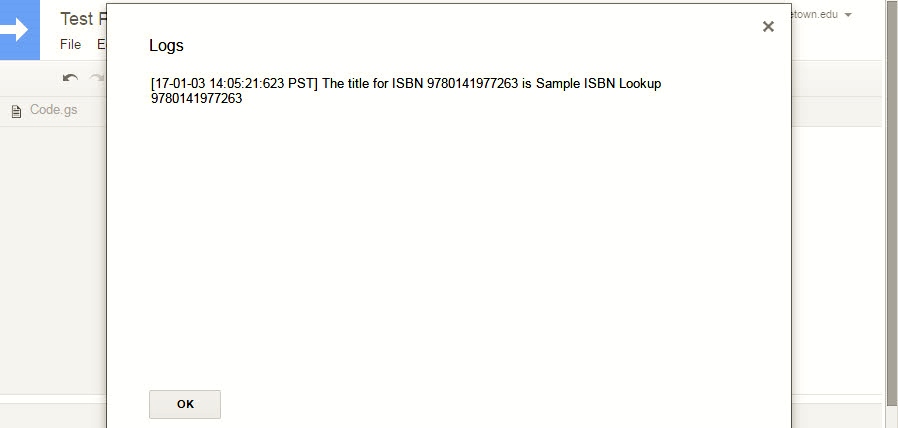 Test
File
Logs
[17-01-03 14:05:21:623 PST] The title for ISBN 9780141977263 is Sample ISBN Lookup
9780141977263
Code.gs
OK
etown.edu